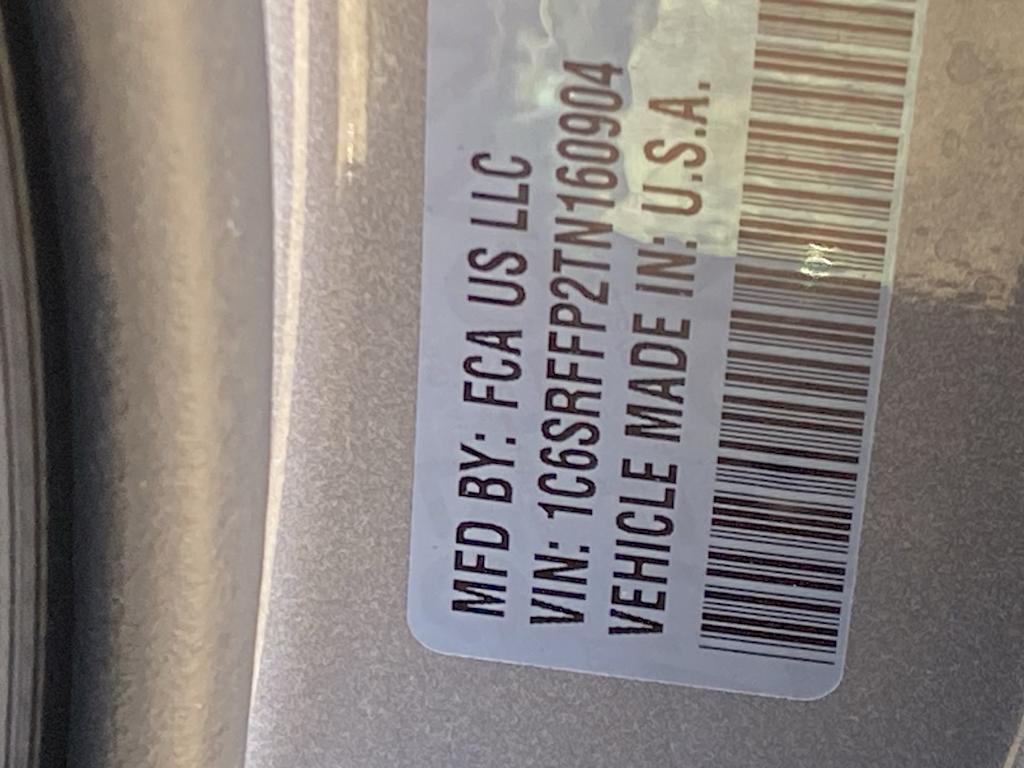 MFD BY: FCA US LLC
VIN: 1C6SRFFP2TN160904
VEHICLE MADE IN: U.S.A.